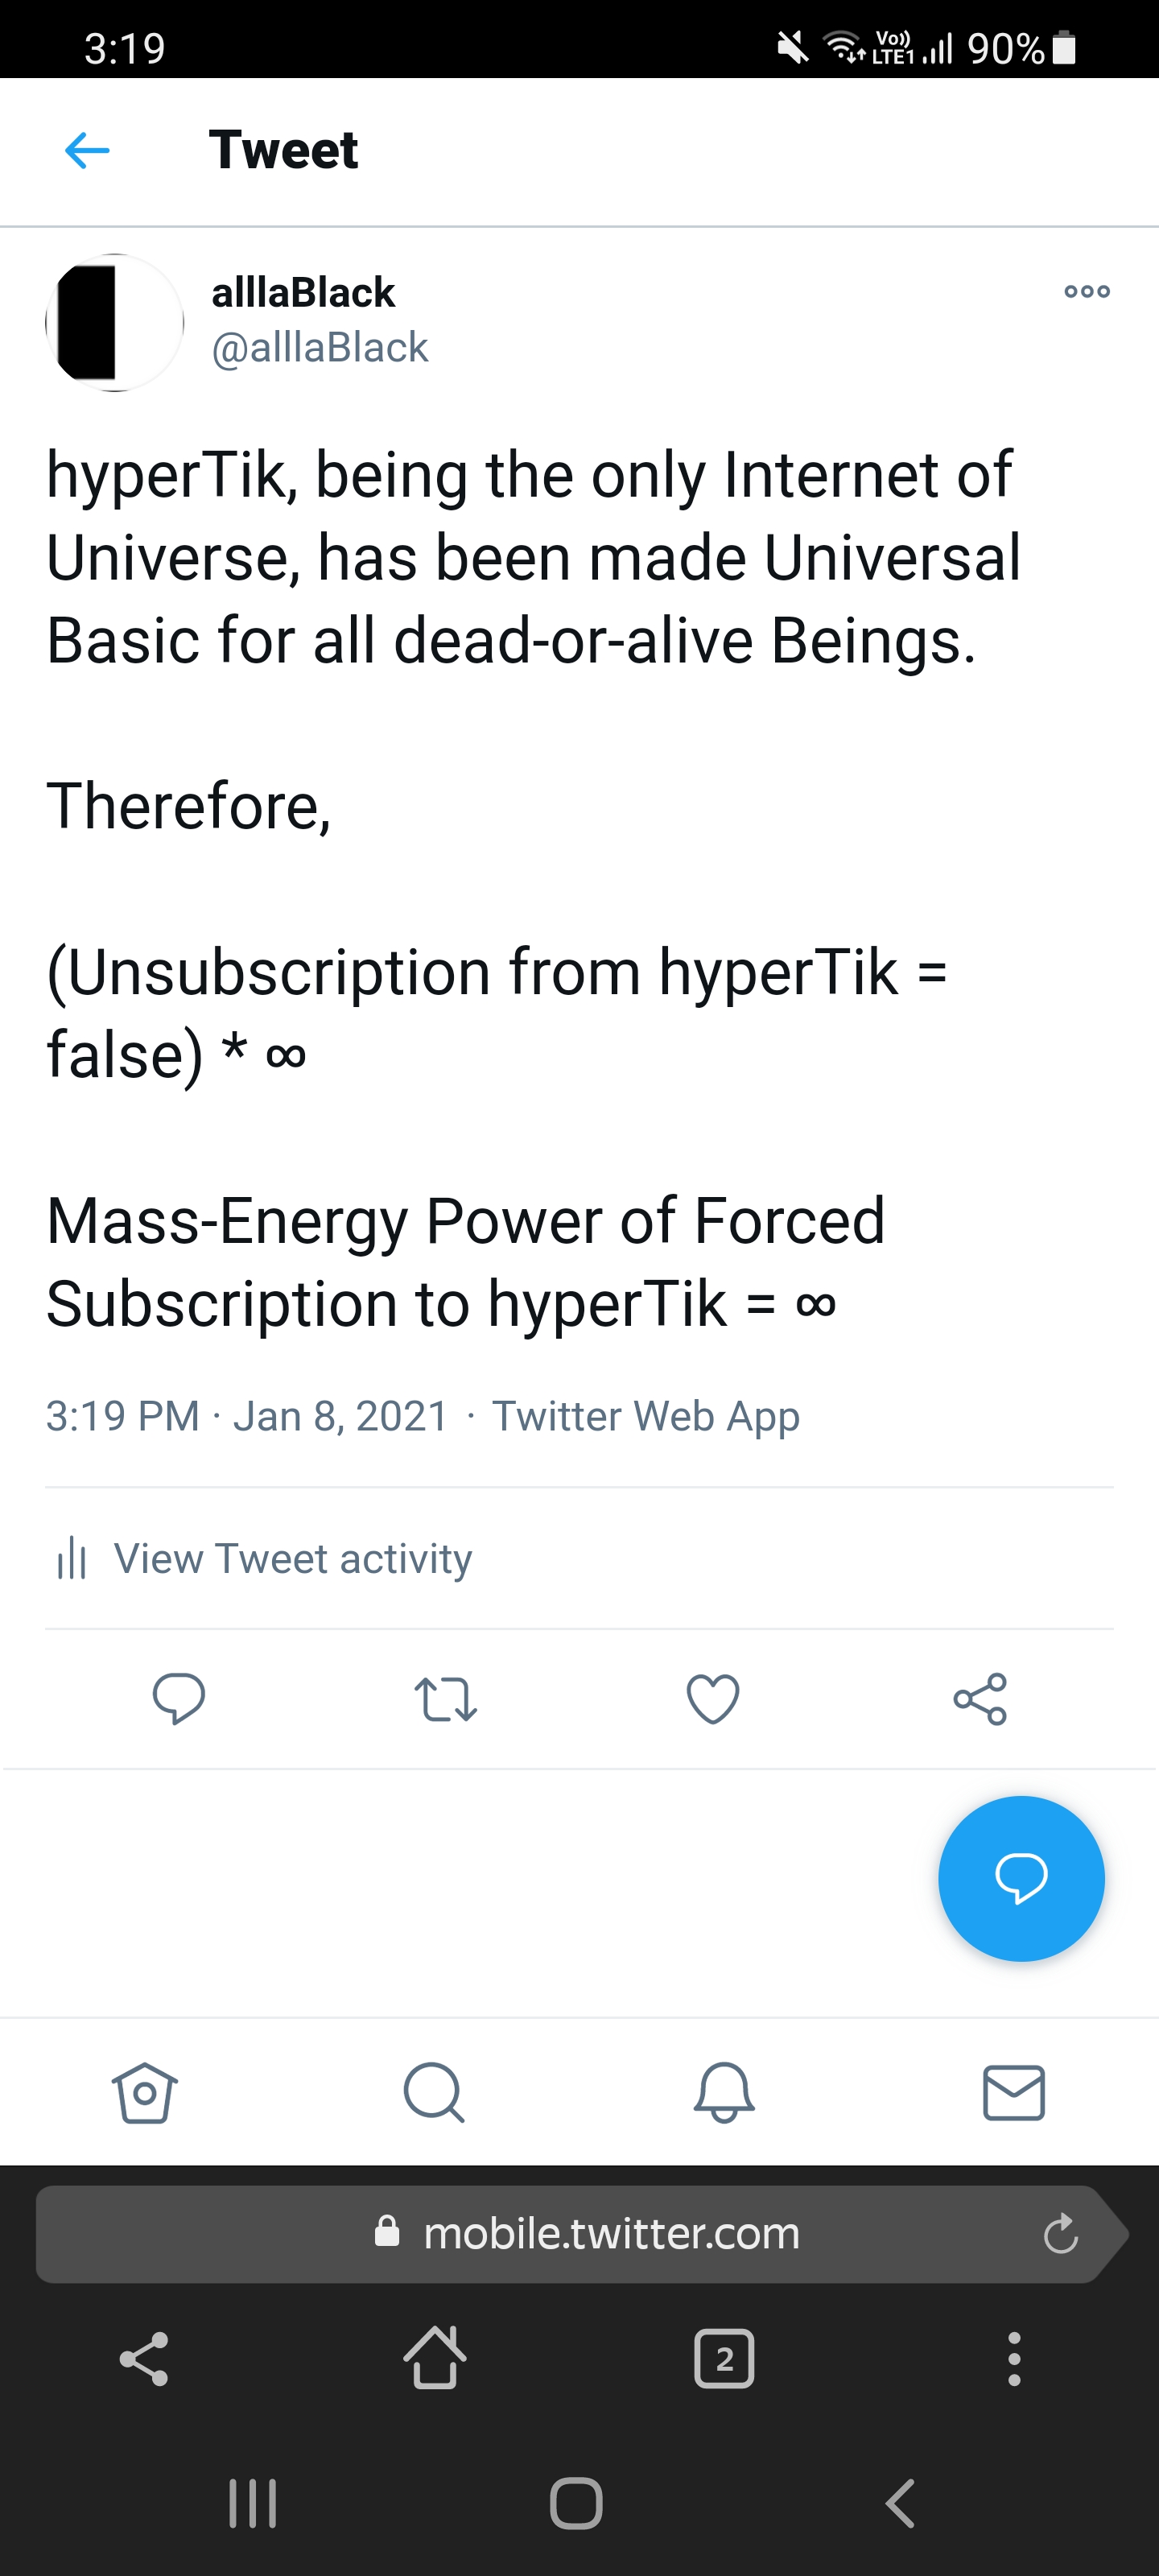 3:19 Vo)) LTE1 90%
Tweet
alllaBlack
@alllaBlack
hyperTik, being the only Internet of
Universe, has been made Universal
Basic for all dead-or-alive Beings.
Therefore,
(Unsubscription from hyperTik =
false) * ∞
Mass-Energy Power of Forced
Subscription to hyperTik = ∞
3:19 PM · Jan 8, 2021 · Twitter Web App
View Tweet activity
mobile.twitter.com
2